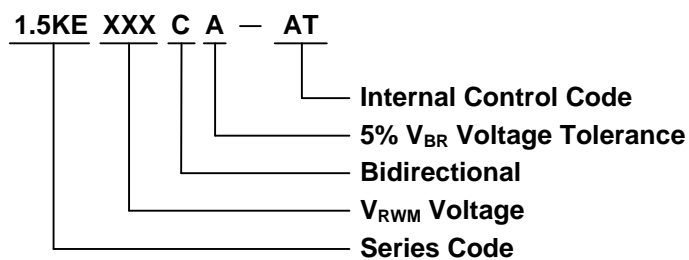 1.5KE XXX C A — AT
Internal Control Code
5% VBR Voltage Tolerance
Bidirectional
VRWM Voltage
Series Code